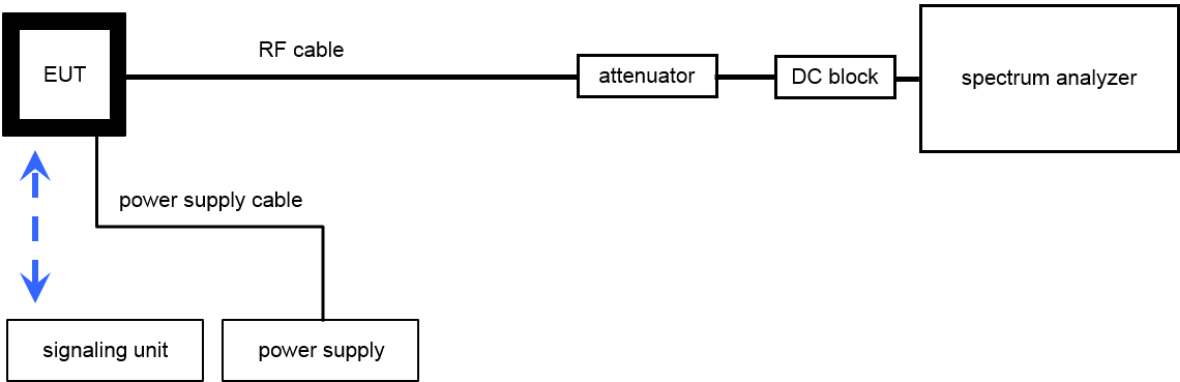 RF cable
EUT
attenuator
DC block
spectrum analyzer
power supply cable
signaling unit
power supply